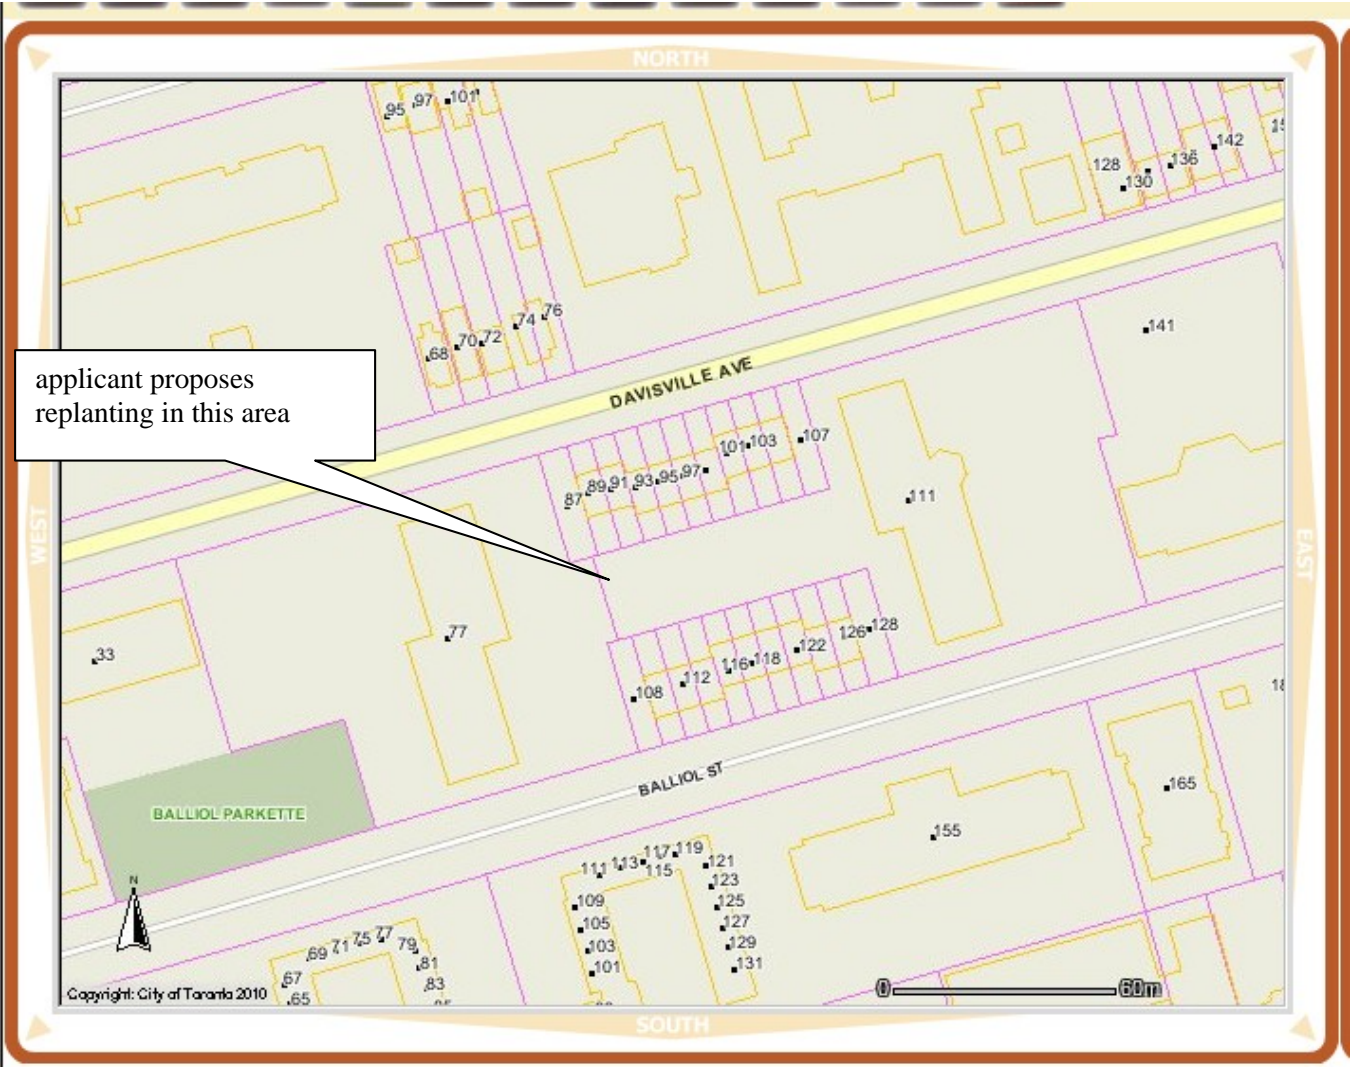 NORTH
95 97 101
142
128 136
130
141
68 70 72 74 76
applicant proposes
replanting in this area
DAVISVILLE AVE
87 89 91 93 95 97 101 103 107
111
WEST
EAST
77
33
108 112 116 118 122 126 128
BALLIOL ST
BALLIOL PARKETTE
165
155
111 113 117 119
115 121
109 123
105 125
103 127
101 129
131
N
69 71 75 77 79
67 81
65 83
Copyright: City of Toronto 2010
0 60m
SOUTH